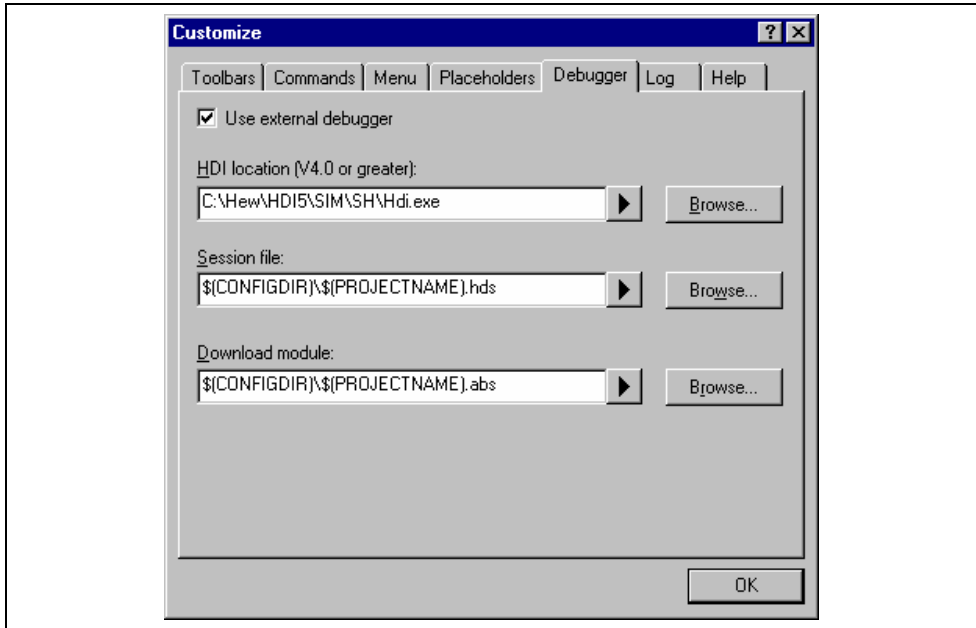 Customize
Toolbars Commands Menu Placeholders Debugger Log Help
Use external debugger
HDI location (V4.0 or greater):
C:\Hew\HDI5\SIM\SH\Hdi.exe Browse...
Session file:
$(CONFIGDIR)\$(PROJECTNAME).hds Browse...
Download module:
$(CONFIGDIR)\$(PROJECTNAME).abs Browse...
OK